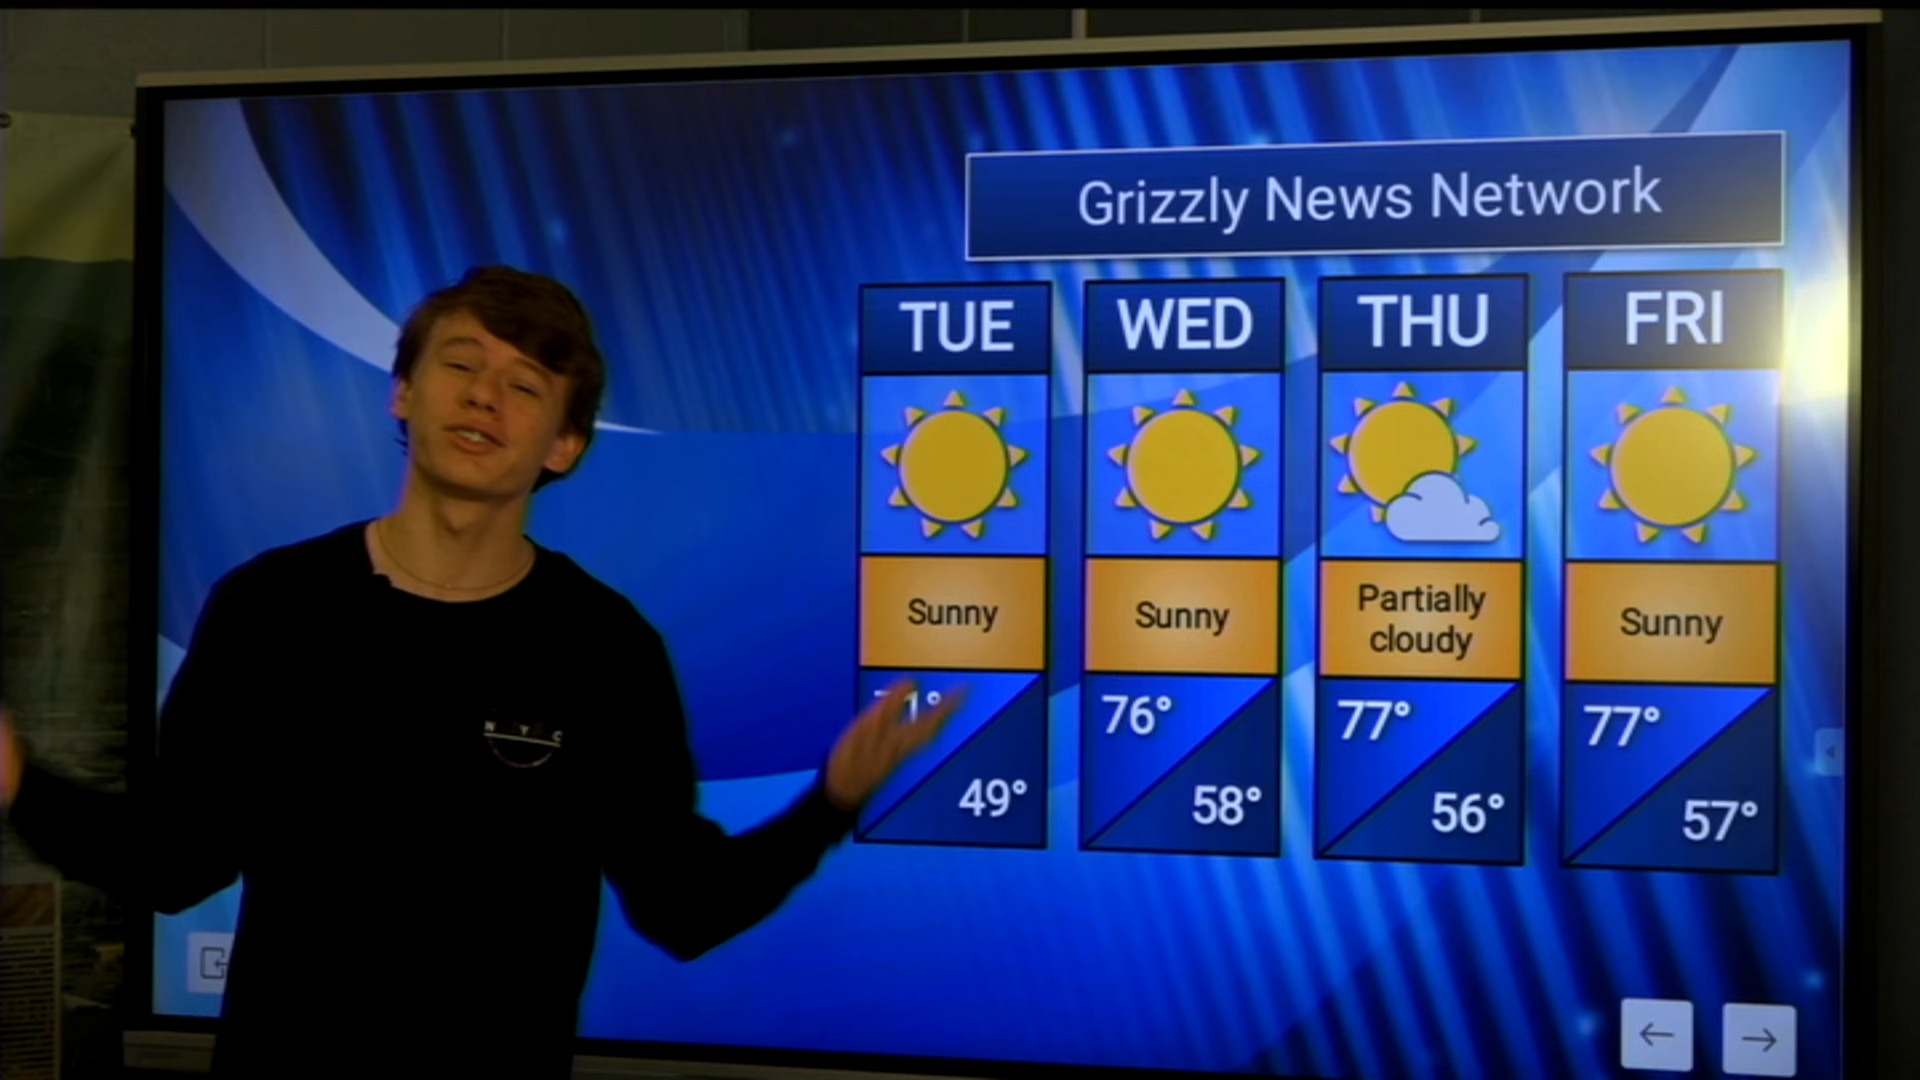 Grizzly News Network
TUE
WED
THU
FRI
Sunny
Sunny
Partially
cloudy
Sunny
76°
77°
77°
49°
58°
56°
57°
N Y C